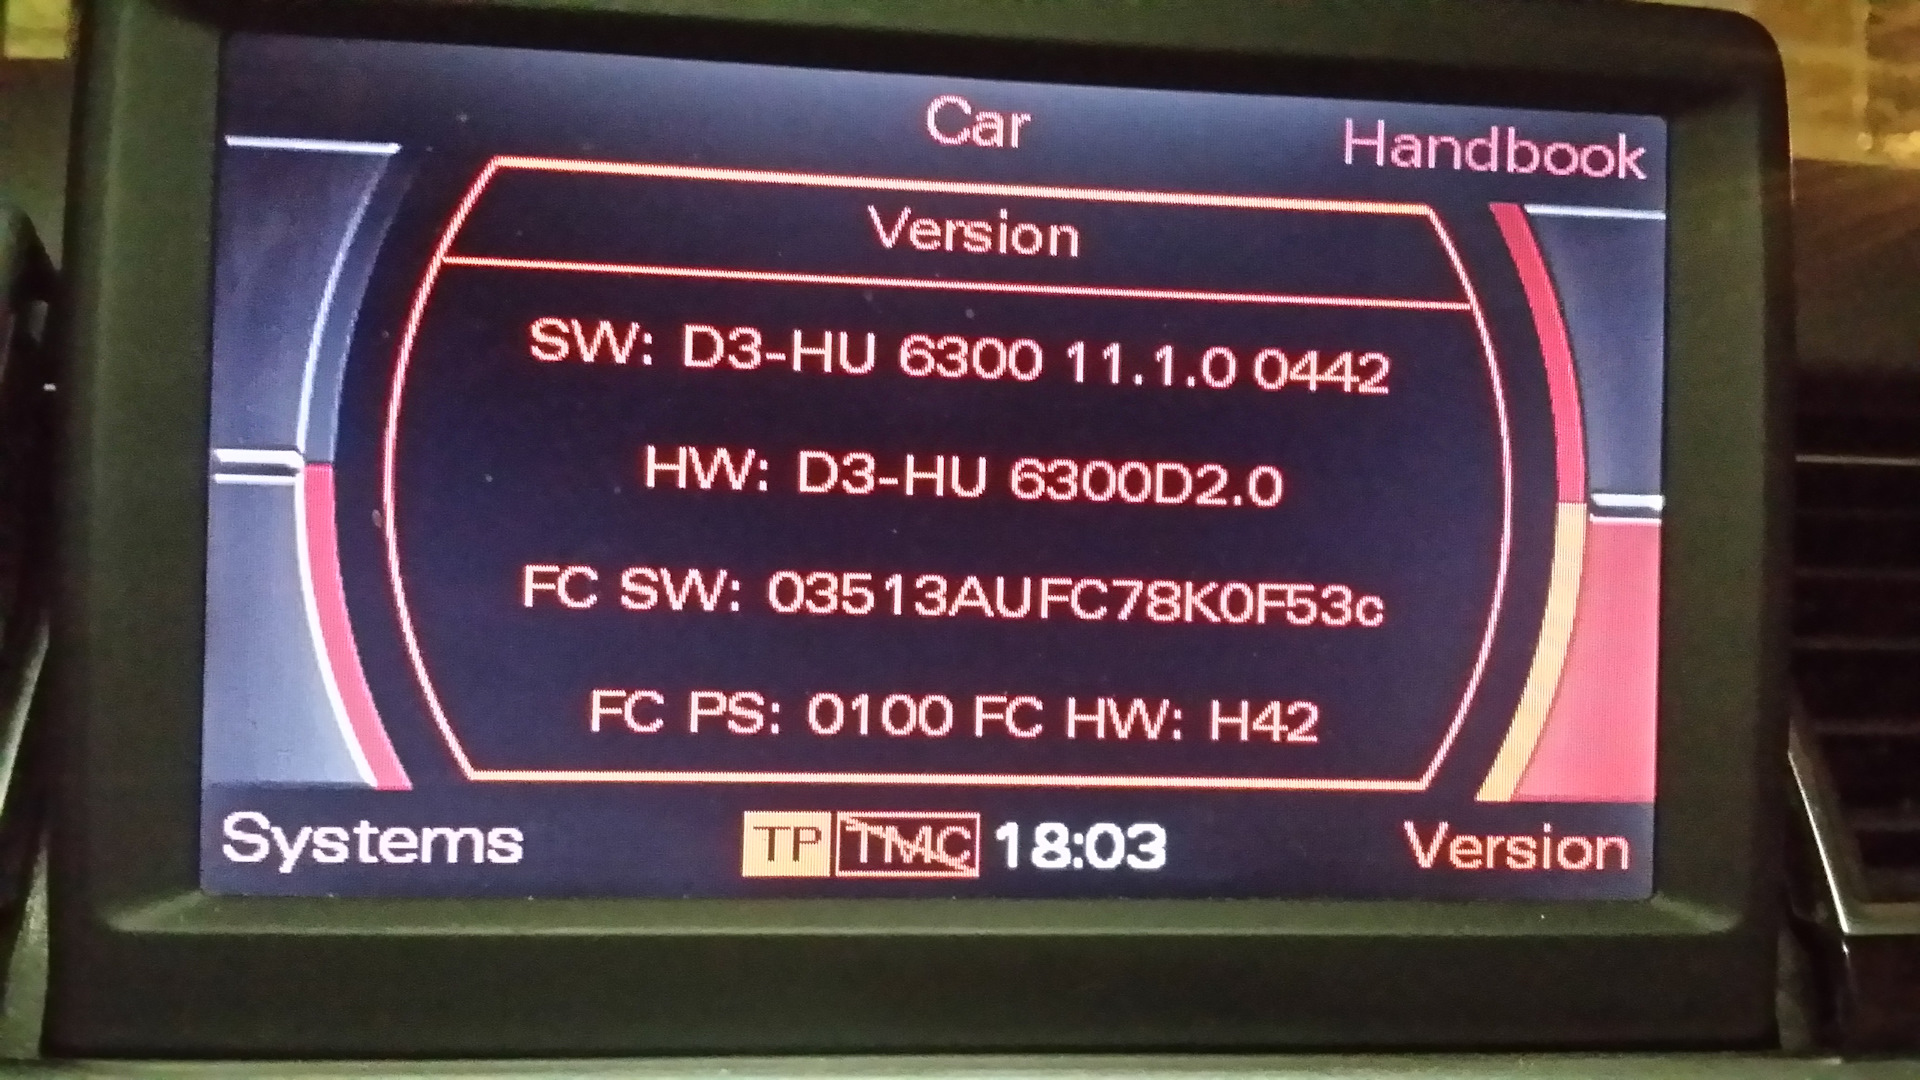 Car
Handbook
Version
SW: D3-HU 6300 11.1.0 0442
HW: D3-HU 6300D2.0
FC SW: 03513AUFC78K0F53c
FC PS: 0100 FC HW: H42
Systems
TP TMC 18:03
Version